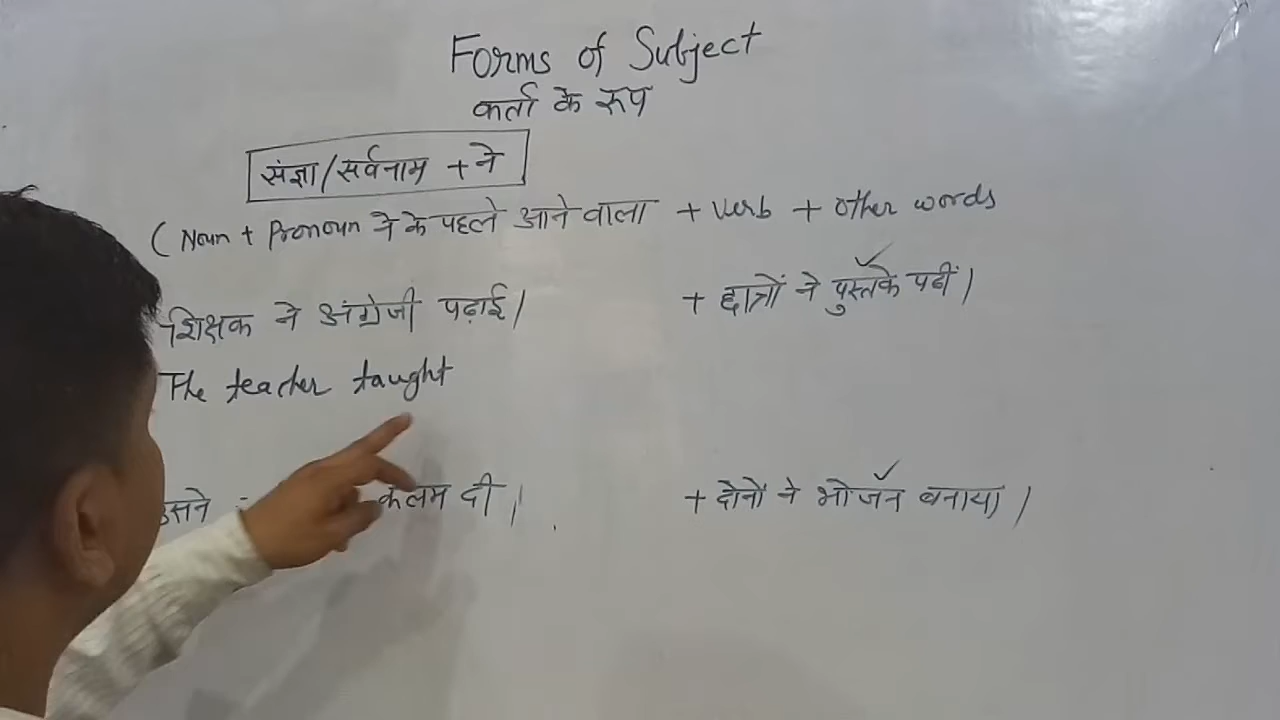 Forms of Subject
कर्ता के रूप
संज्ञा/सर्वनाम + ने
(Noun + Pronoun ने के पहले आने वाला + Verb + other words
शिक्षक ने अंग्रेजी पढ़ाई।
+ छात्रों ने पुस्तकें पढीं।
The teacher taught
उसने कलम दी।
+ दोनों ने भोजन बनाया।